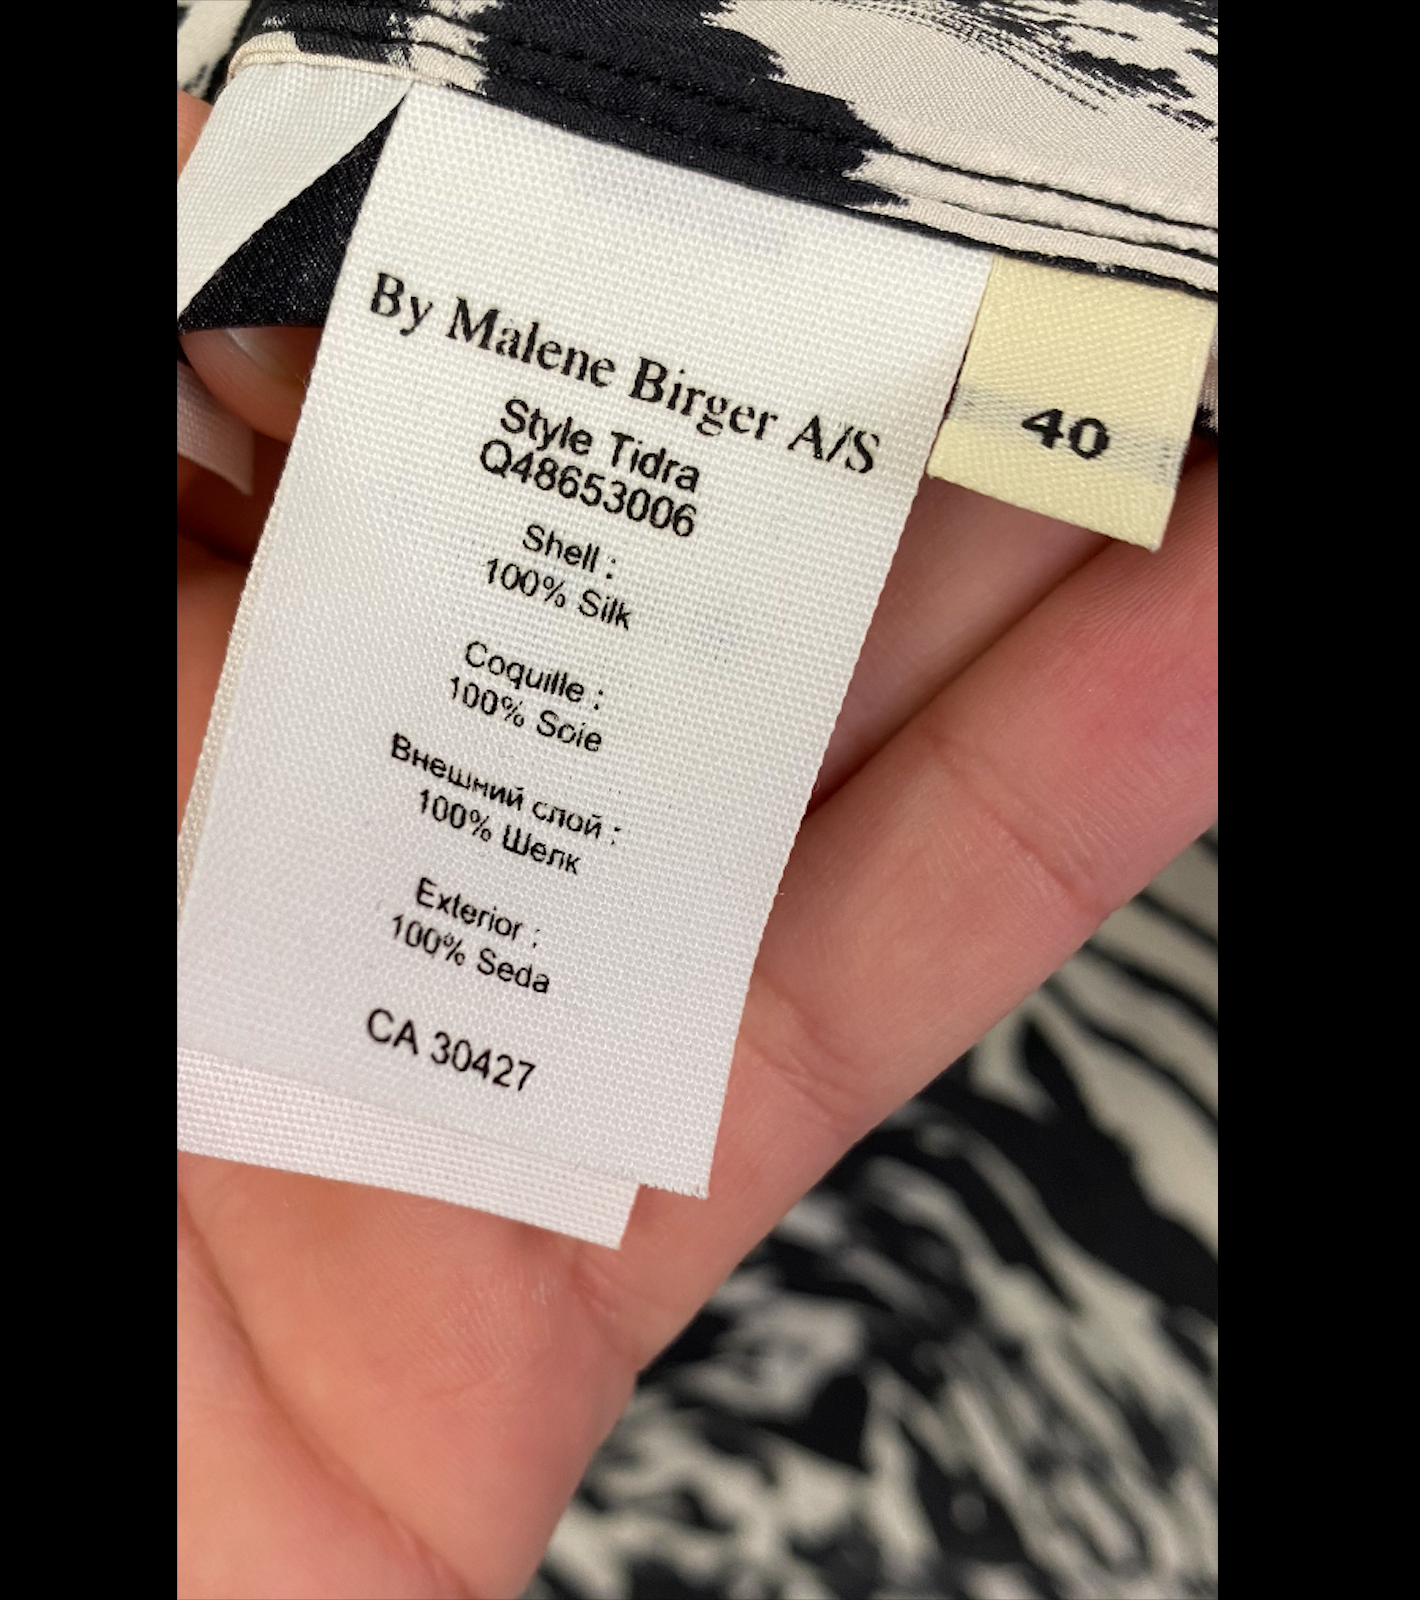 By Malene Birger A/S
Style Tidra
Q48653006
Shell :
100% Silk
Coquille :
100% Soie
Внешний слой :
100% Шелк
Exterior :
100% Seda
CA 30427
40